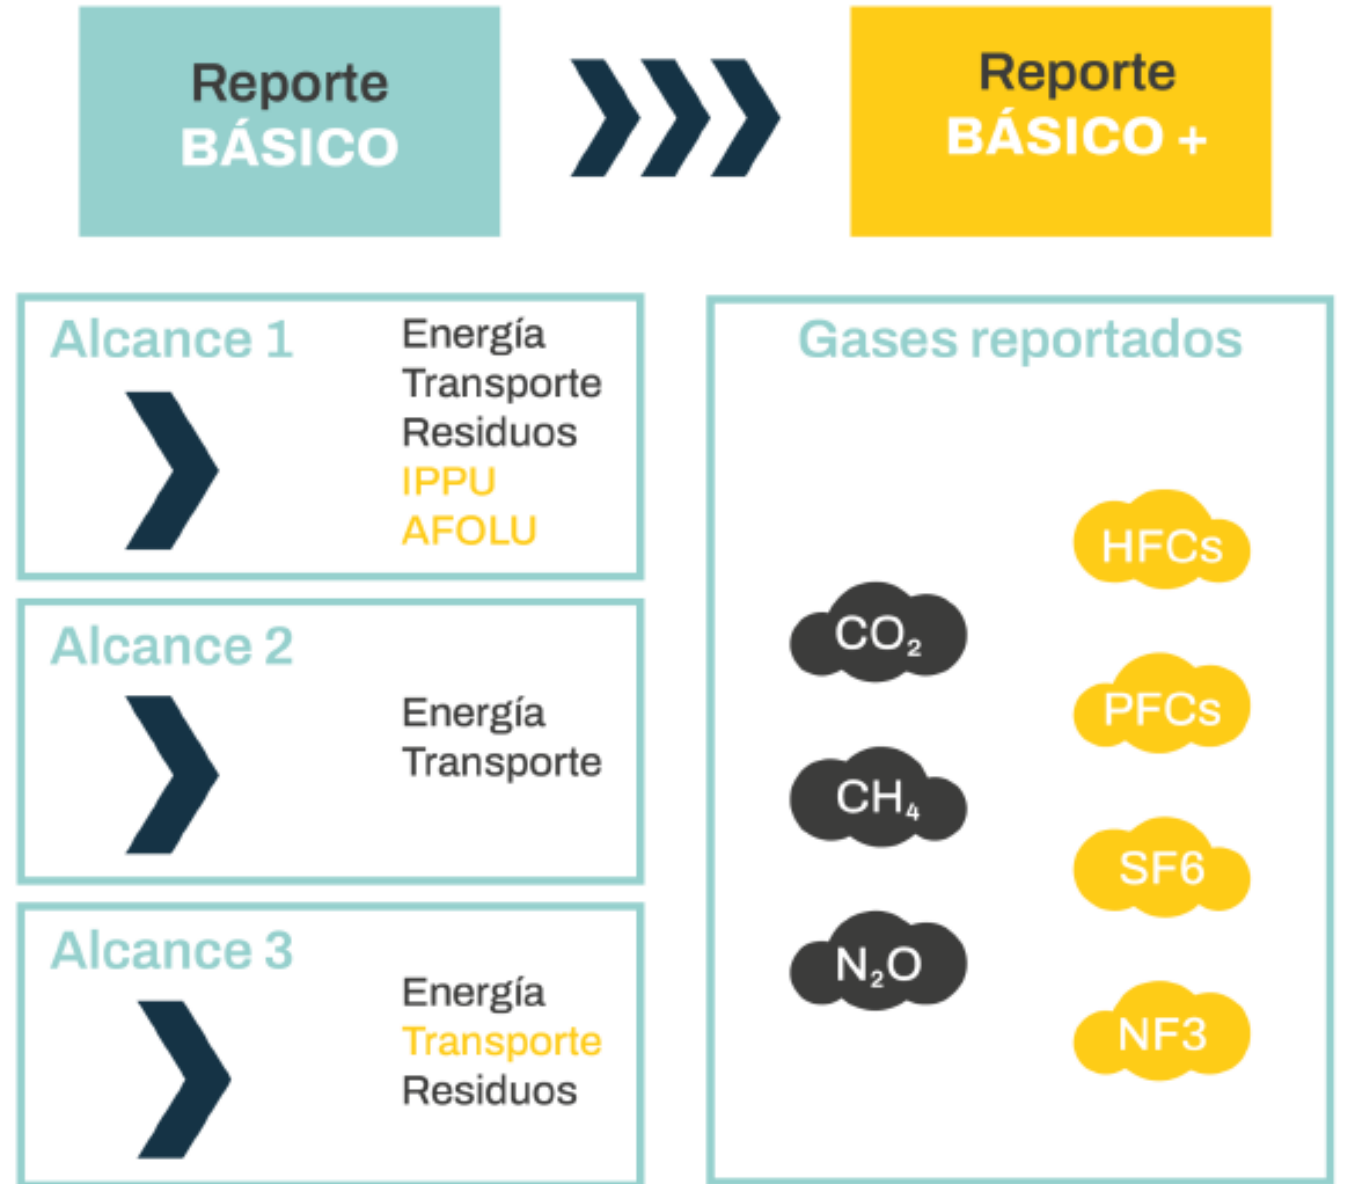 Reporte
BÁSICO
Reporte
BÁSICO +
Alcance 1
Energía
Transporte
Residuos
IPPU
AFOLU
Alcance 2
Energía
Transporte
Alcance 3
Energía
Transporte
Residuos
Gases reportados
CO₂
CH₄
N₂O
HFCs
PFCs
SF6
NF3